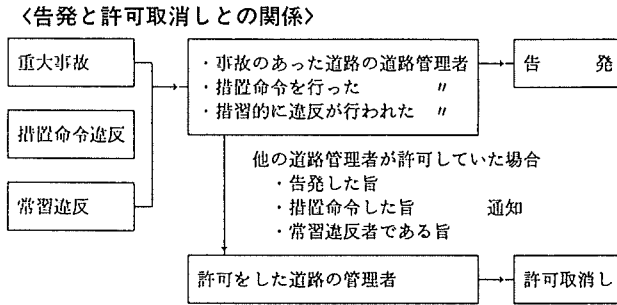 〈告発と許可取消しとの関係〉
重大事故
措置命令違反
常習違反
・事故のあった道路の道路管理者
・措置命令を行った 〃
・措習的に違反が行われた 〃
告 発
他の道路管理者が許可していた場合
・告発した旨
・措置命令した旨 通知
・常習違反者である旨
許可をした道路の管理者
許可取消し